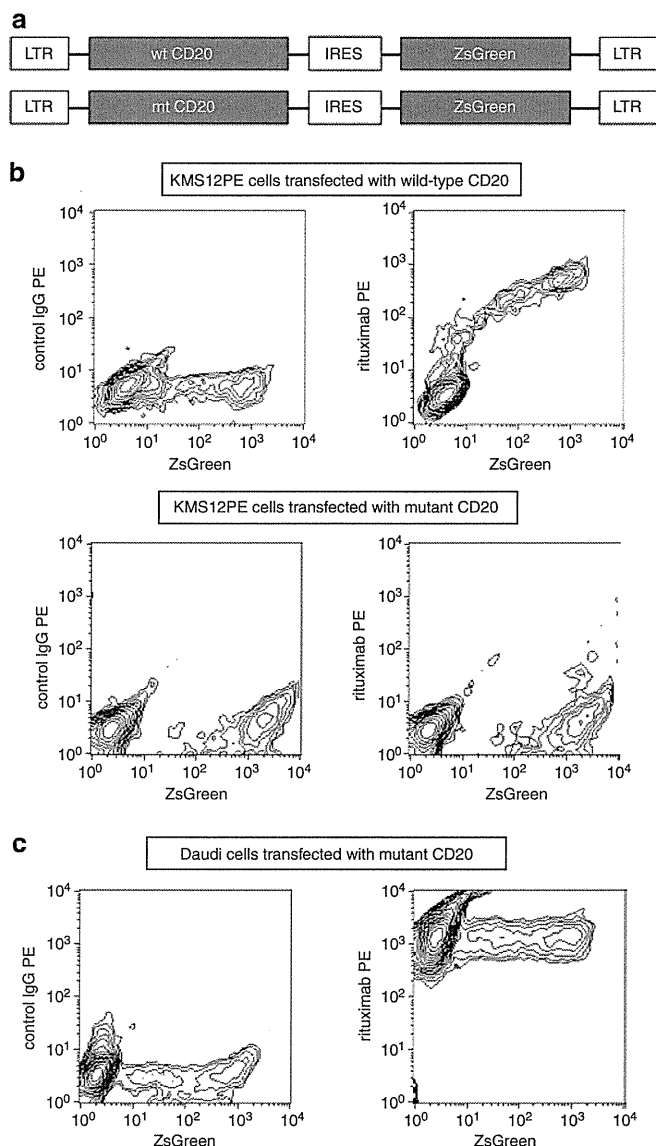 a
LTR wt CD20 IRES ZsGreen LTR
LTR mt CD20 IRES ZsGreen LTR
b
KMS12PE cells transfected with wild-type CD20
10⁴
10³
10²
10¹
10⁰
control IgG PE
10⁰ 10¹ 10² 10³ 10⁴
ZsGreen
10⁴
10³
10²
10¹
10⁰
rituximab PE
10⁰ 10¹ 10² 10³ 10⁴
ZsGreen
KMS12PE cells transfected with mutant CD20
10⁴
10³
10²
10¹
10⁰
control IgG PE
10⁰ 10¹ 10² 10³ 10⁴
ZsGreen
10⁴
10³
10²
10¹
10⁰
rituximab PE
10⁰ 10¹ 10² 10³ 10⁴
ZsGreen
c
Daudi cells transfected with mutant CD20
10⁴
10³
10²
10¹
10⁰
control IgG PE
10⁰ 10¹ 10² 10³ 10⁴
ZsGreen
10⁴
10³
10²
10¹
10⁰
rituximab PE
10⁰ 10¹ 10² 10³ 10⁴
ZsGreen